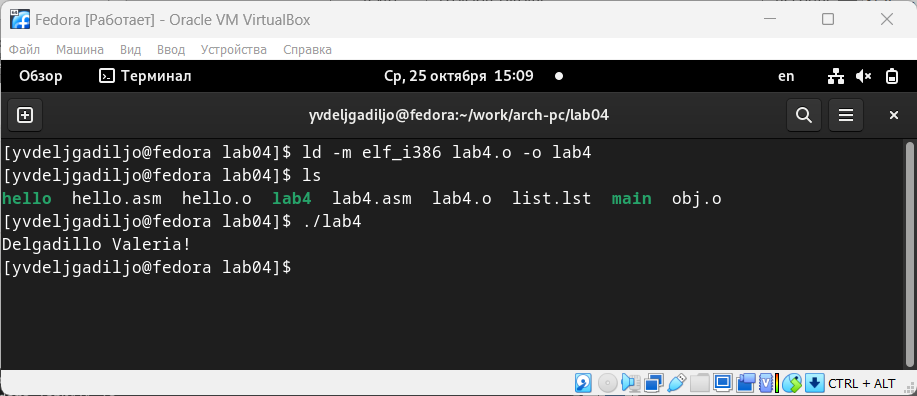 Fedora [Работает] - Oracle VM VirtualBox
Файл Машина Вид Ввод Устройства Справка
Обзор Терминал Ср, 25 октября 15:09 en
yvdeljgadiljo@fedora:~/work/arch-pc/lab04
[yvdeljgadiljo@fedora lab04]$ ld -m elf_i386 lab4.o -o lab4
[yvdeljgadiljo@fedora lab04]$ ls
hello hello.asm hello.o lab4 lab4.asm lab4.o list.lst main obj.o
[yvdeljgadiljo@fedora lab04]$ ./lab4
Delgadillo Valeria!
[yvdeljgadiljo@fedora lab04]$
CTRL + ALT